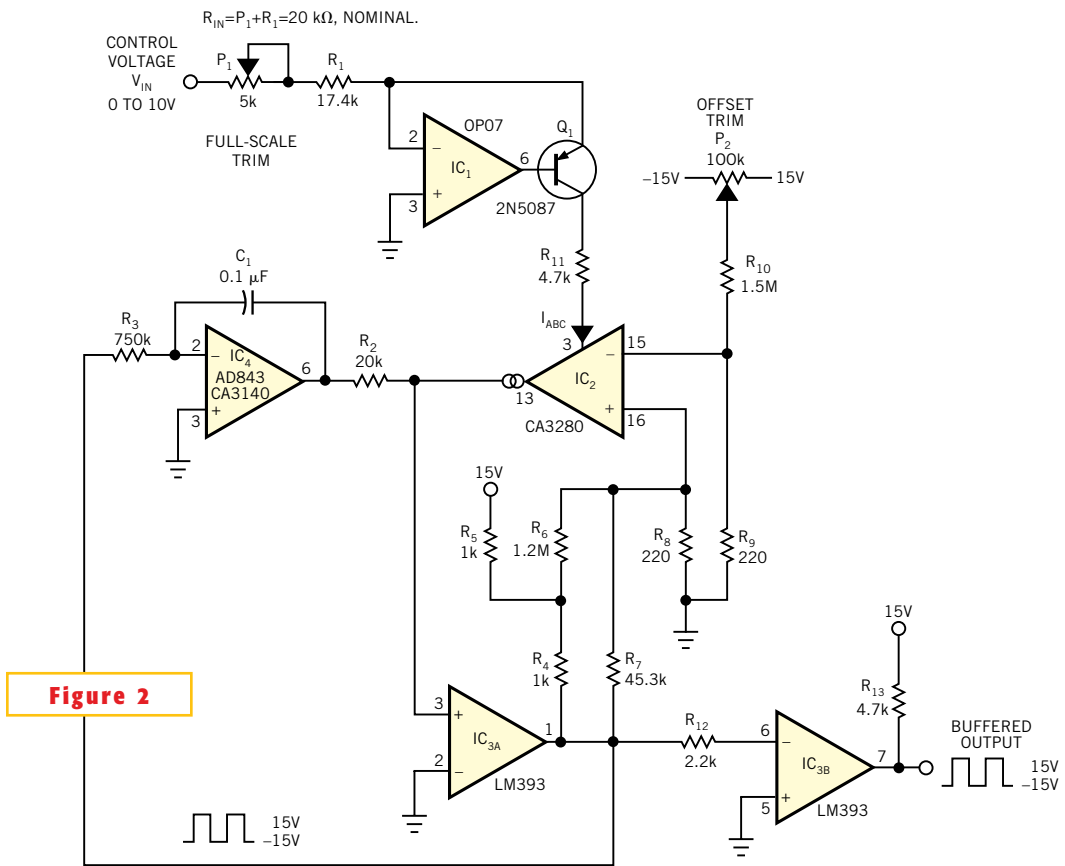 R_IN=P_1+R_1=20 kΩ, NOMINAL.
CONTROL
VOLTAGE
V_IN
0 TO 10V
P_1
5k
R_1
17.4k
FULL-SCALE
TRIM
OP07
2
–
IC_1
6
+
3
Q_1
2N5087
OFFSET
TRIM
P_2
100k
–15V
15V
R_11
4.7k
R_10
1.5M
C_1
0.1 µF
I_ABC
R_3
750k
2
–
IC_4
AD843
CA3140
6
+
3
R_2
20k
13
3
–
15
IC_2
+
16
CA3280
15V
R_5
1k
R_6
1.2M
R_8
220
R_9
220
R_4
1k
R_7
45.3k
15V
R_13
4.7k
Figure 2
3
+
IC_3A
1
2
–
LM393
R_12
2.2k
6
–
IC_3B
7
5
+
LM393
BUFFERED
OUTPUT
15V
–15V
15V
–15V